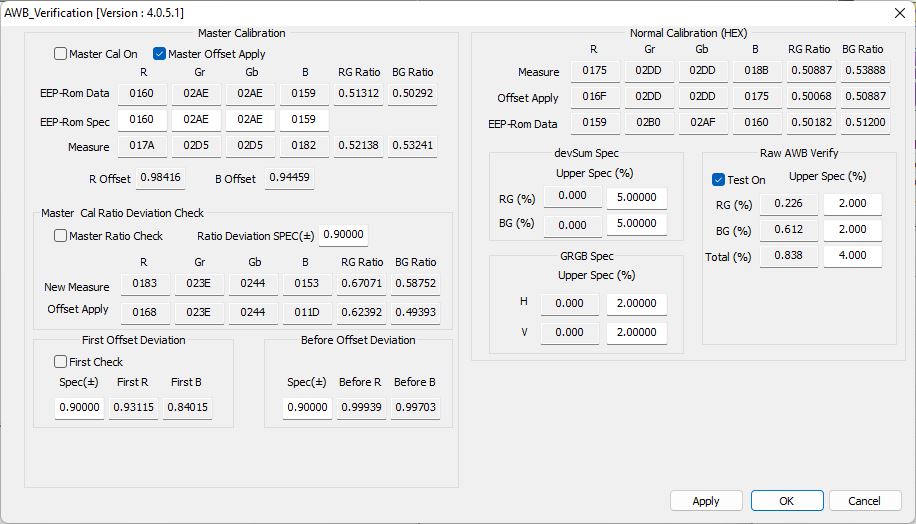 AWB_Verification [Version : 4.0.5.1]
Master Calibration
Master Cal On Master Offset Apply
R Gr Gb B RG Ratio BG Ratio
EEP-Rom Data 0160 02AE 02AE 0159 0.51312 0.50292
EEP-Rom Spec 0160 02AE 02AE 0159
Measure 017A 02D5 02D5 0182 0.52138 0.53241
R Offset 0.98416 B Offset 0.94459
Master Cal Ratio Deviation Check
Master Ratio Check Ratio Deviation SPEC(±) 0.90000
R Gr Gb B RG Ratio BG Ratio
New Measure 0183 023E 0244 0153 0.67071 0.58752
Offset Apply 0168 023E 0244 011D 0.62392 0.49393
First Offset Deviation
First Check
Spec(±) First R First B
0.90000 0.93115 0.84015
Before Offset Deviation
Spec(±) Before R Before B
0.90000 0.99939 0.99703
Normal Calibration (HEX)
R Gr Gb B RG Ratio BG Ratio
Measure 0175 02DD 02DD 018B 0.50887 0.53888
Offset Apply 016F 02DD 02DD 0175 0.50068 0.50887
EEP-Rom Data 0159 02B0 02AF 0160 0.50182 0.51200
devSum Spec
Upper Spec (%)
RG (%) 0.000 5.00000
BG (%) 0.000 5.00000
GRGB Spec
Upper Spec (%)
H 0.000 2.00000
V 0.000 2.00000
Raw AWB Verify
Test On Upper Spec (%)
RG (%) 0.226 2.000
BG (%) 0.612 2.000
Total (%) 0.838 4.000
Apply OK Cancel